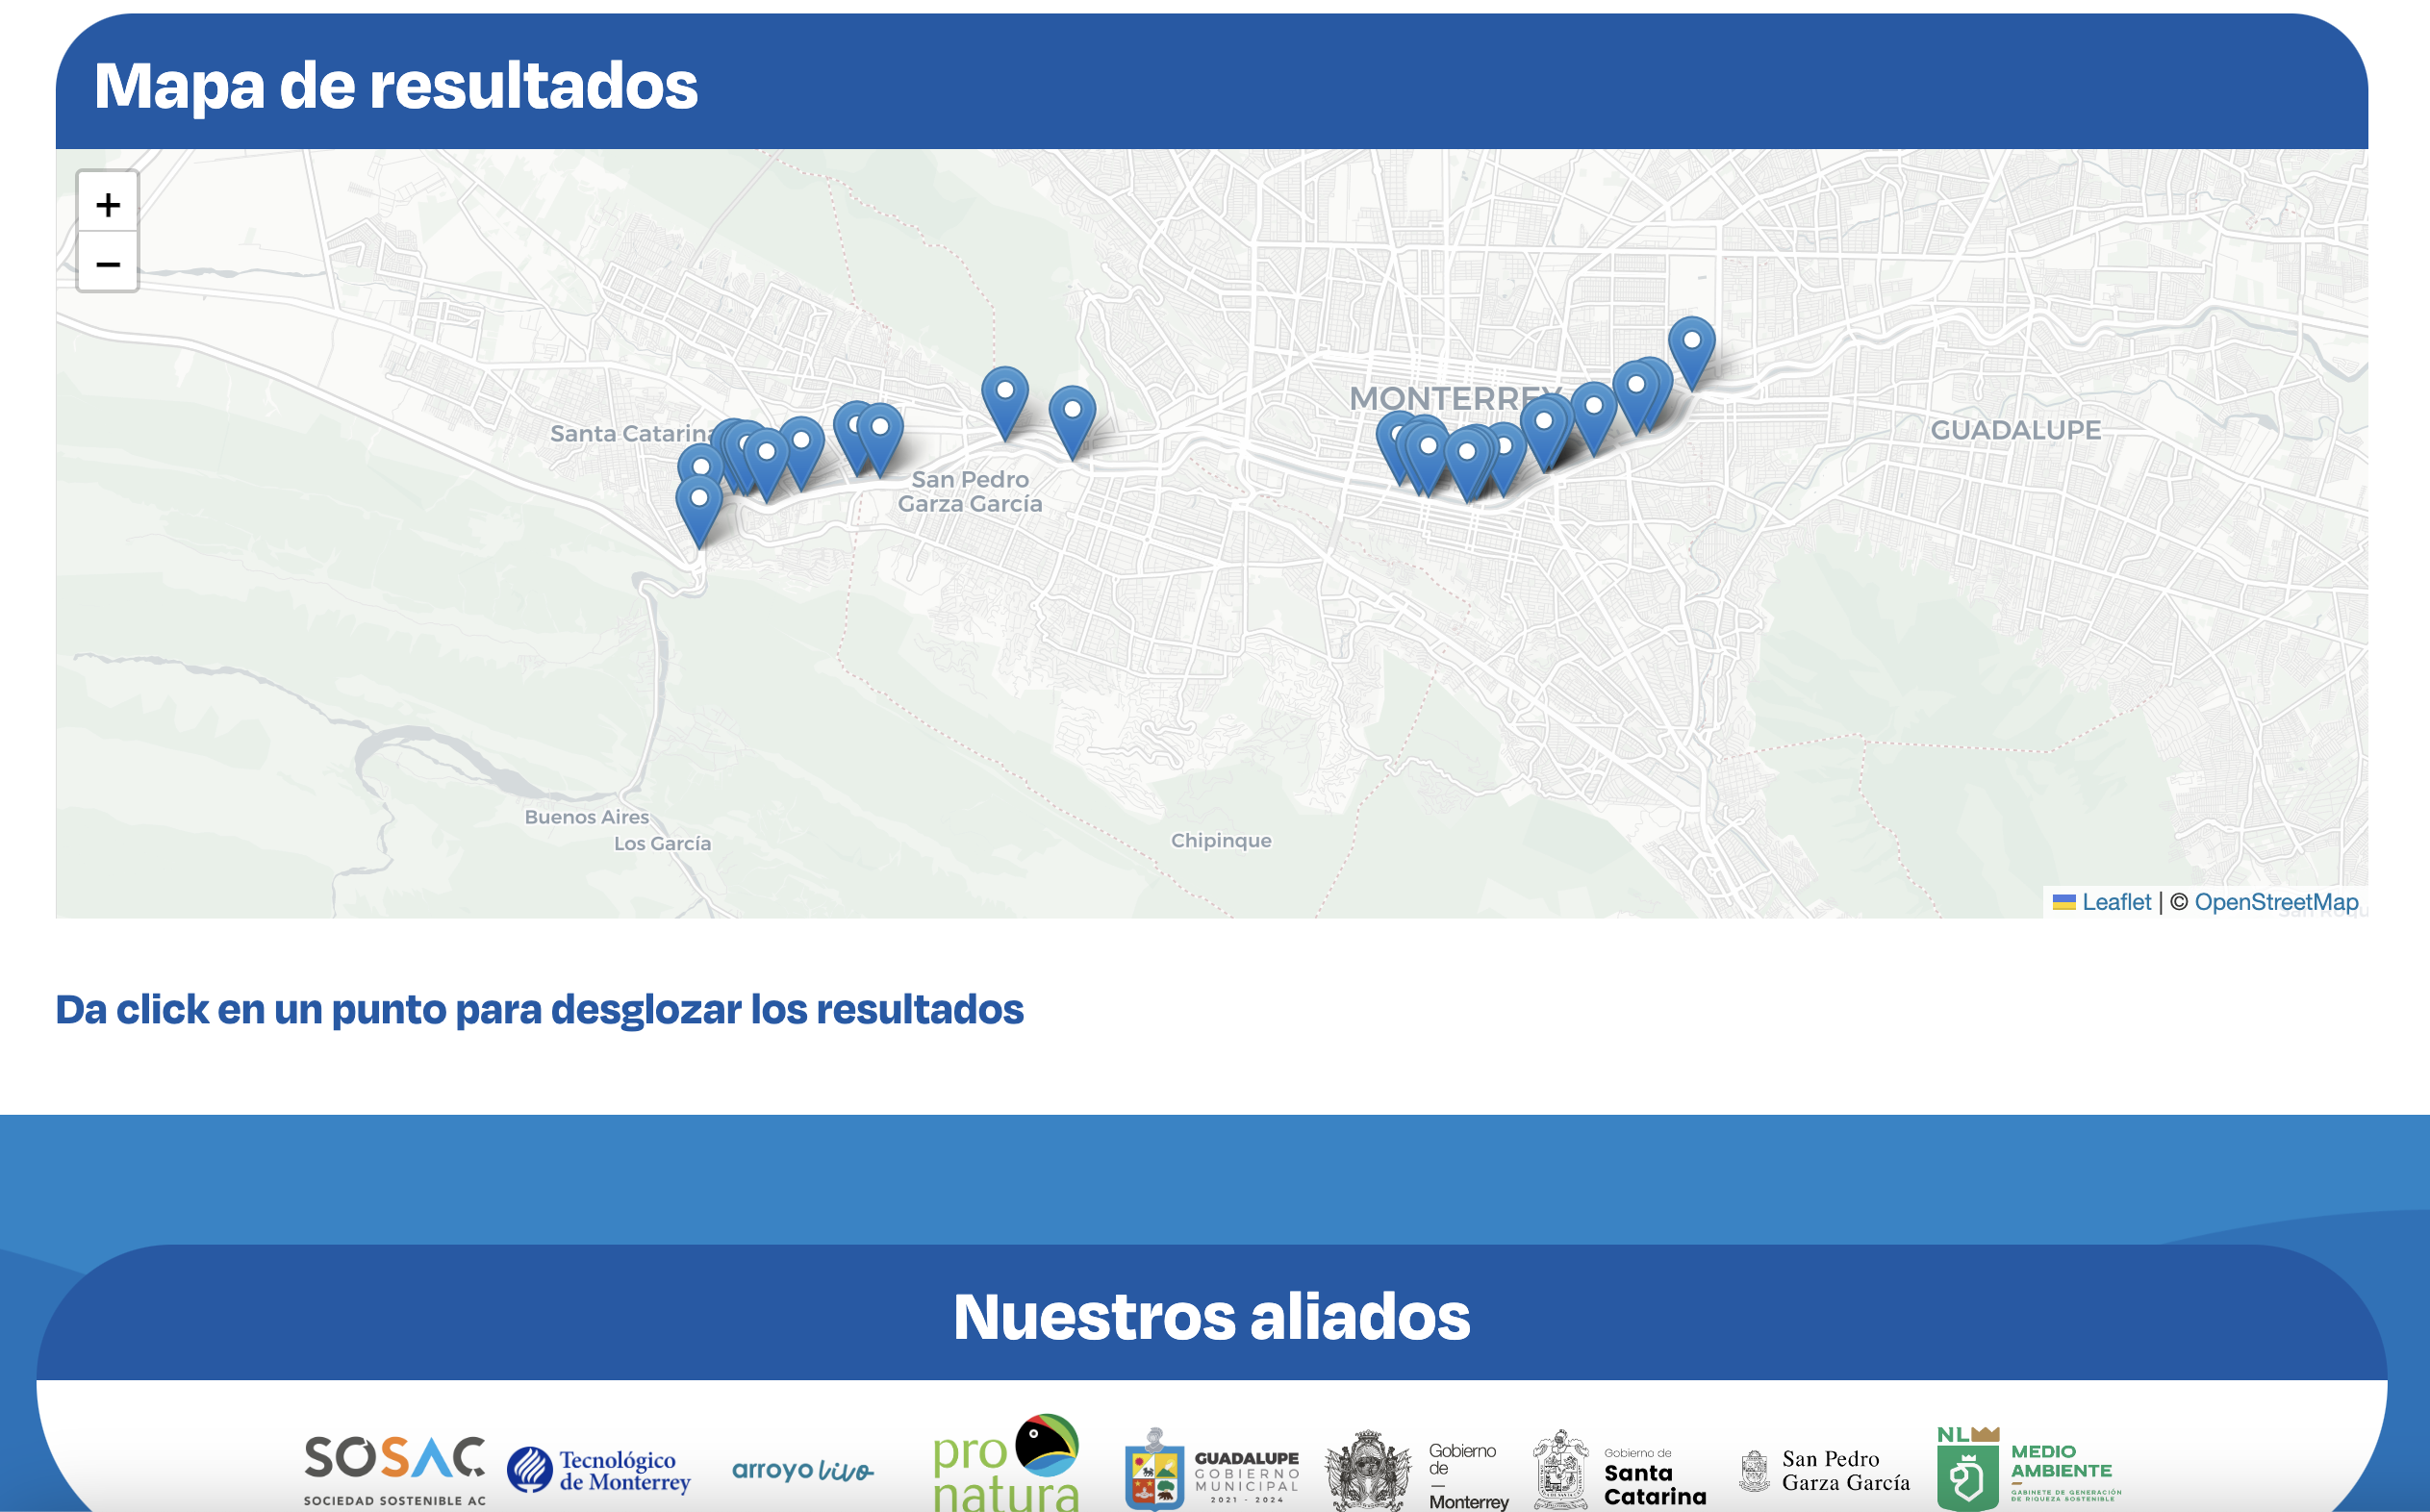 Mapa de resultados
+
−
MONTERREY
Santa Catarina
GUADALUPE
San Pedro
Garza García
Buenos Aires
Los García
Chipinque
Leaflet | © OpenStreetMap
Da click en un punto para desglozar los resultados
Nuestros aliados
SOSAC
SOCIEDAD SOSTENIBLE AC
Tecnológico
de Monterrey
arroyo vivo
pro
natura
GUADALUPE
GOBIERNO
MUNICIPAL
2021 - 2024
Gobierno
de
Monterrey
Gobierno de
Santa
Catarina
San Pedro
Garza García
NL
MEDIO
AMBIENTE
GABINETE DE GENERACIÓN
DE RIQUEZA SOSTENIBLE